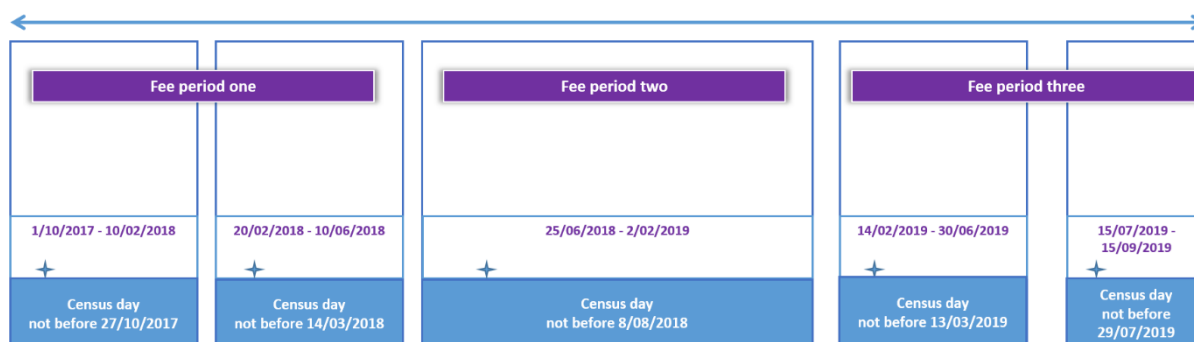 Fee period one
Fee period two
Fee period three
1/10/2017 - 10/02/2018
20/02/2018 - 10/06/2018
25/06/2018 - 2/02/2019
14/02/2019 - 30/06/2019
15/07/2019 -
15/09/2019
Census day
not before 27/10/2017
Census day
not before 14/03/2018
Census day
not before 8/08/2018
Census day
not before 13/03/2019
Census day
not before
29/07/2019